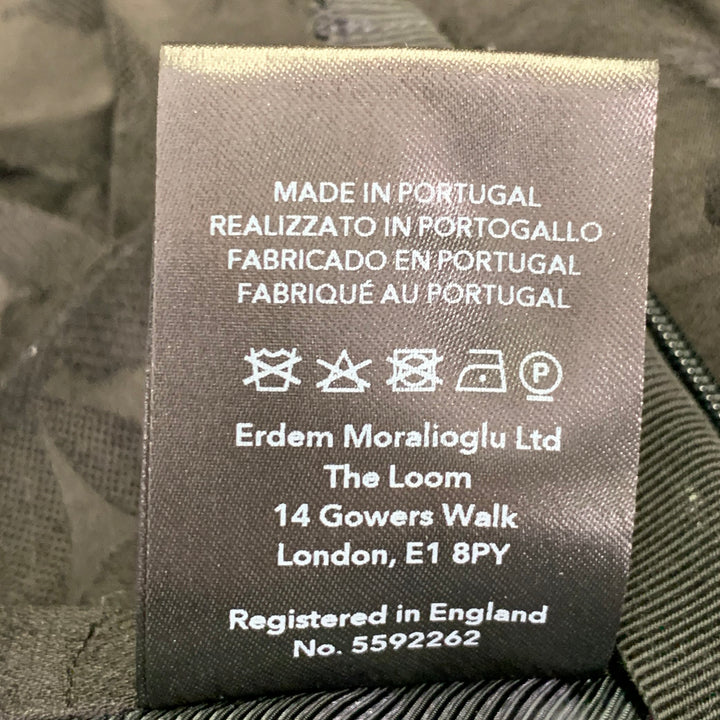 MADE IN PORTUGAL
REALIZZATO IN PORTOGALLO
FABRICADO EN PORTUGAL
FABRIQUÉ AU PORTUGAL
P
Erdem Moralioglu Ltd
The Loom
14 Gowers Walk
London, E1 8PY
Registered in England
No. 5592262